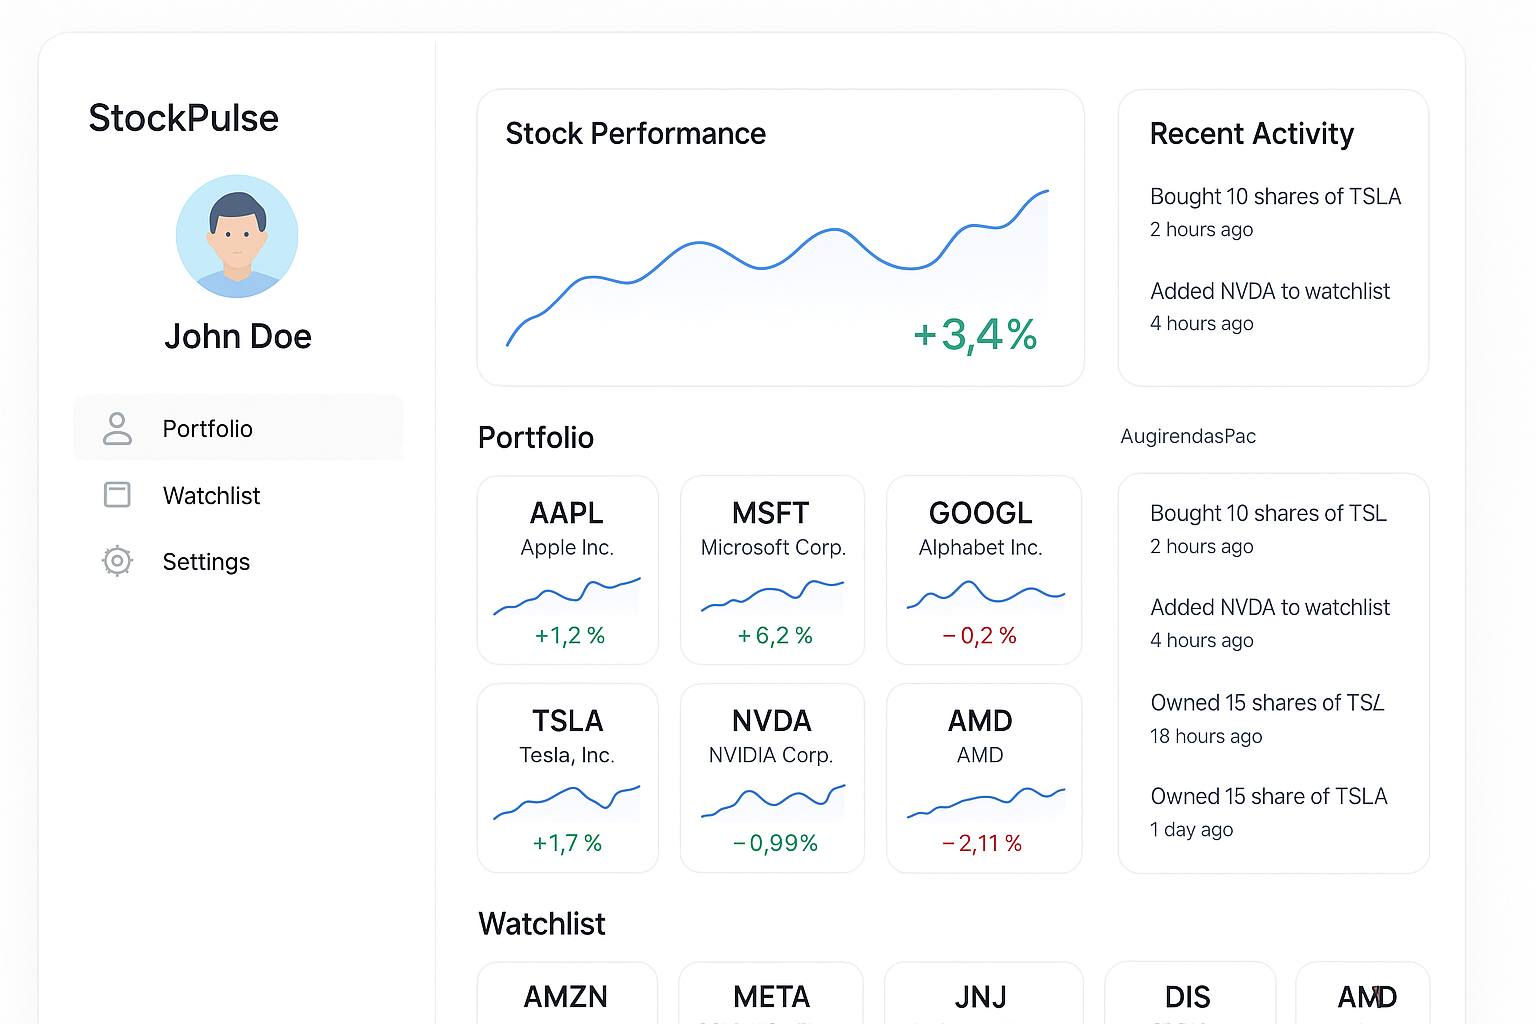 StockPulse
John Doe
Portfolio
Watchlist
Settings
Stock Performance
+3,4%
Recent Activity
Bought 10 shares of TSLA
2 hours ago
Added NVDA to watchlist
4 hours ago
Portfolio
AAPL
Apple Inc.
+1,2 %
MSFT
Microsoft Corp.
+6,2 %
GOOGL
Alphabet Inc.
−0,2 %
TSLA
Tesla, Inc.
+1,7 %
NVDA
NVIDIA Corp.
−0,99%
AMD
AMD
−2,11 %
AugirendasPac
Bought 10 shares of TSL
2 hours ago
Added NVDA to watchlist
4 hours ago
Owned 15 shares of TSL
18 hours ago
Owned 15 share of TSLA
1 day ago
Watchlist
AMZN
META
JNJ
DIS
AMD